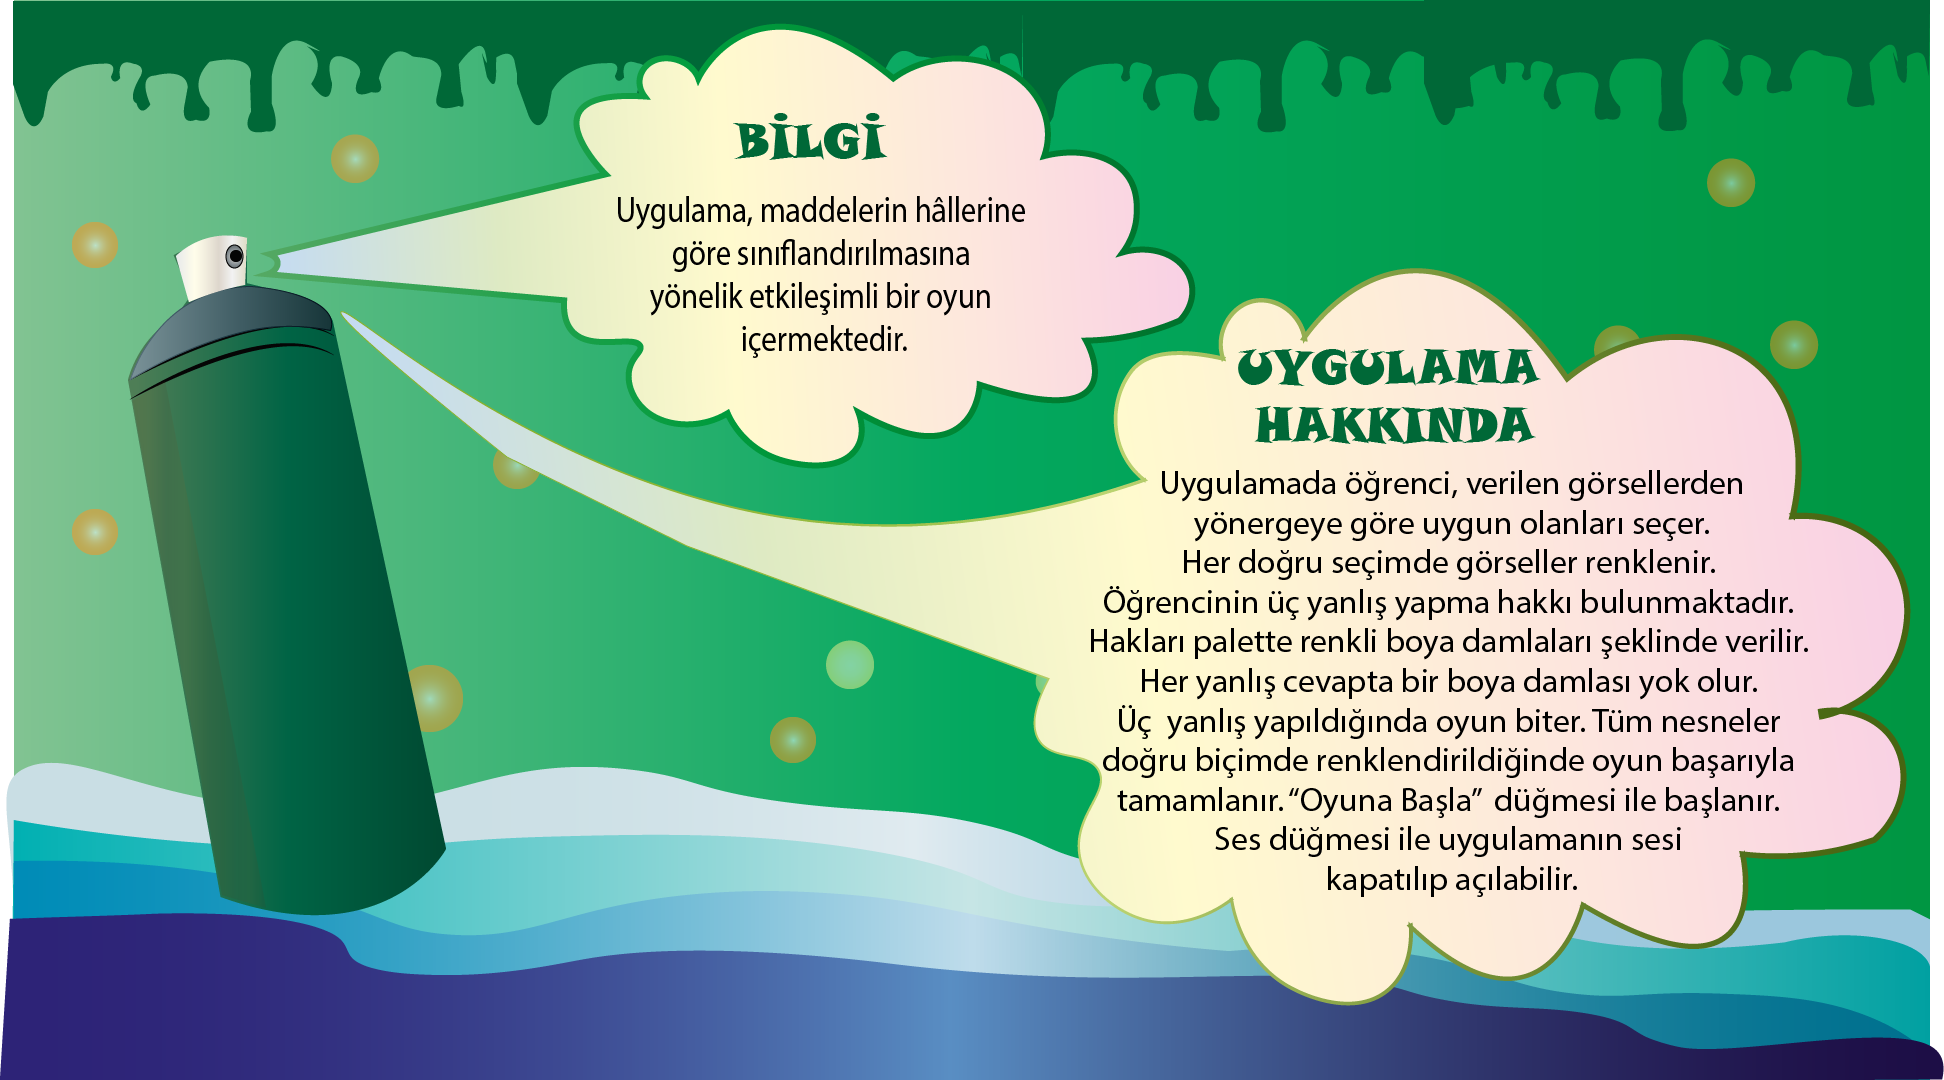 BİLGİ
Uygulama, maddelerin hâllerine
göre sınıflandırılmasına
yönelik etkileşimli bir oyun
içermektedir.
UYGULAMA
HAKKINDA
Uygulamada öğrenci, verilen görsellerden
yönergeye göre uygun olanları seçer.
Her doğru seçimde görseller renklenir.
Öğrencinin üç yanlış yapma hakkı bulunmaktadır.
Hakları palette renkli boya damlaları şeklinde verilir.
Her yanlış cevapta bir boya damlası yok olur.
Üç  yanlış yapıldığında oyun biter. Tüm nesneler
doğru biçimde renklendirildiğinde oyun başarıyla
tamamlanır. “Oyuna Başla”  düğmesi ile başlanır.
Ses düğmesi ile uygulamanın sesi
kapatılıp açılabilir.